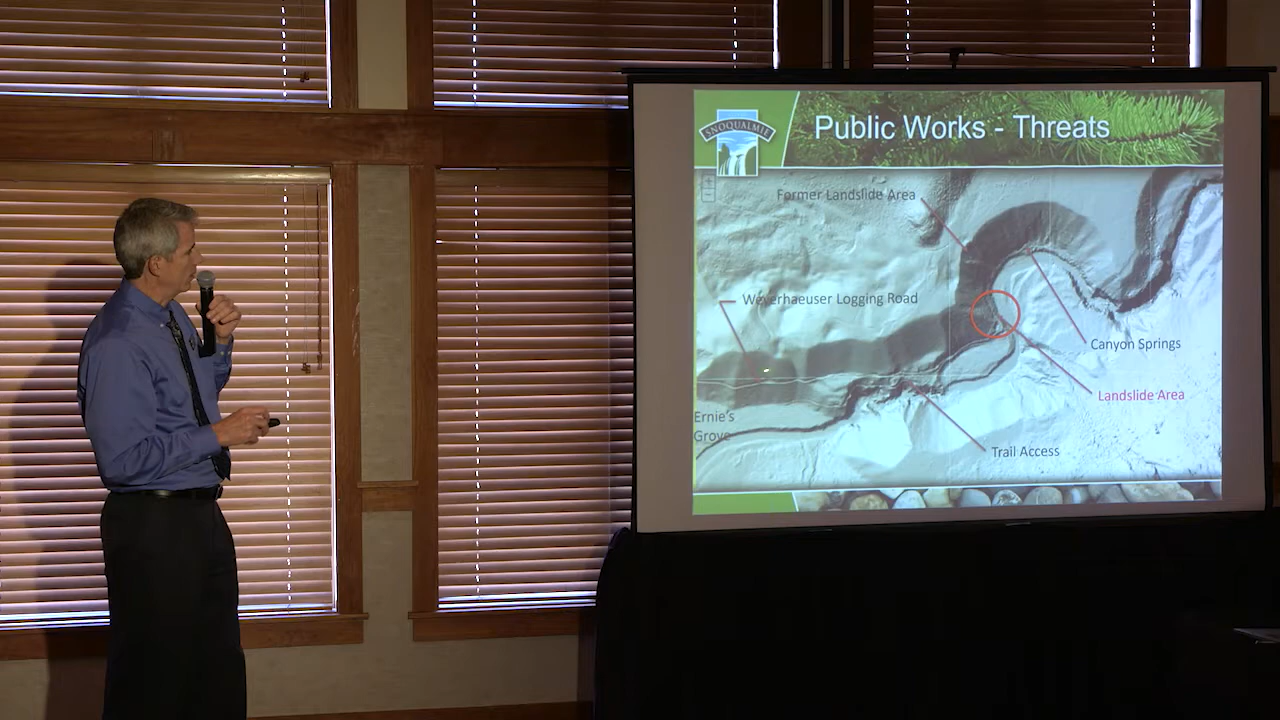 SNOQUALMIE
Public Works - Threats
Former Landslide Area
Weyerhaeuser Logging Road
Canyon Springs
Landslide Area
Ernie's
Grove
Trail Access